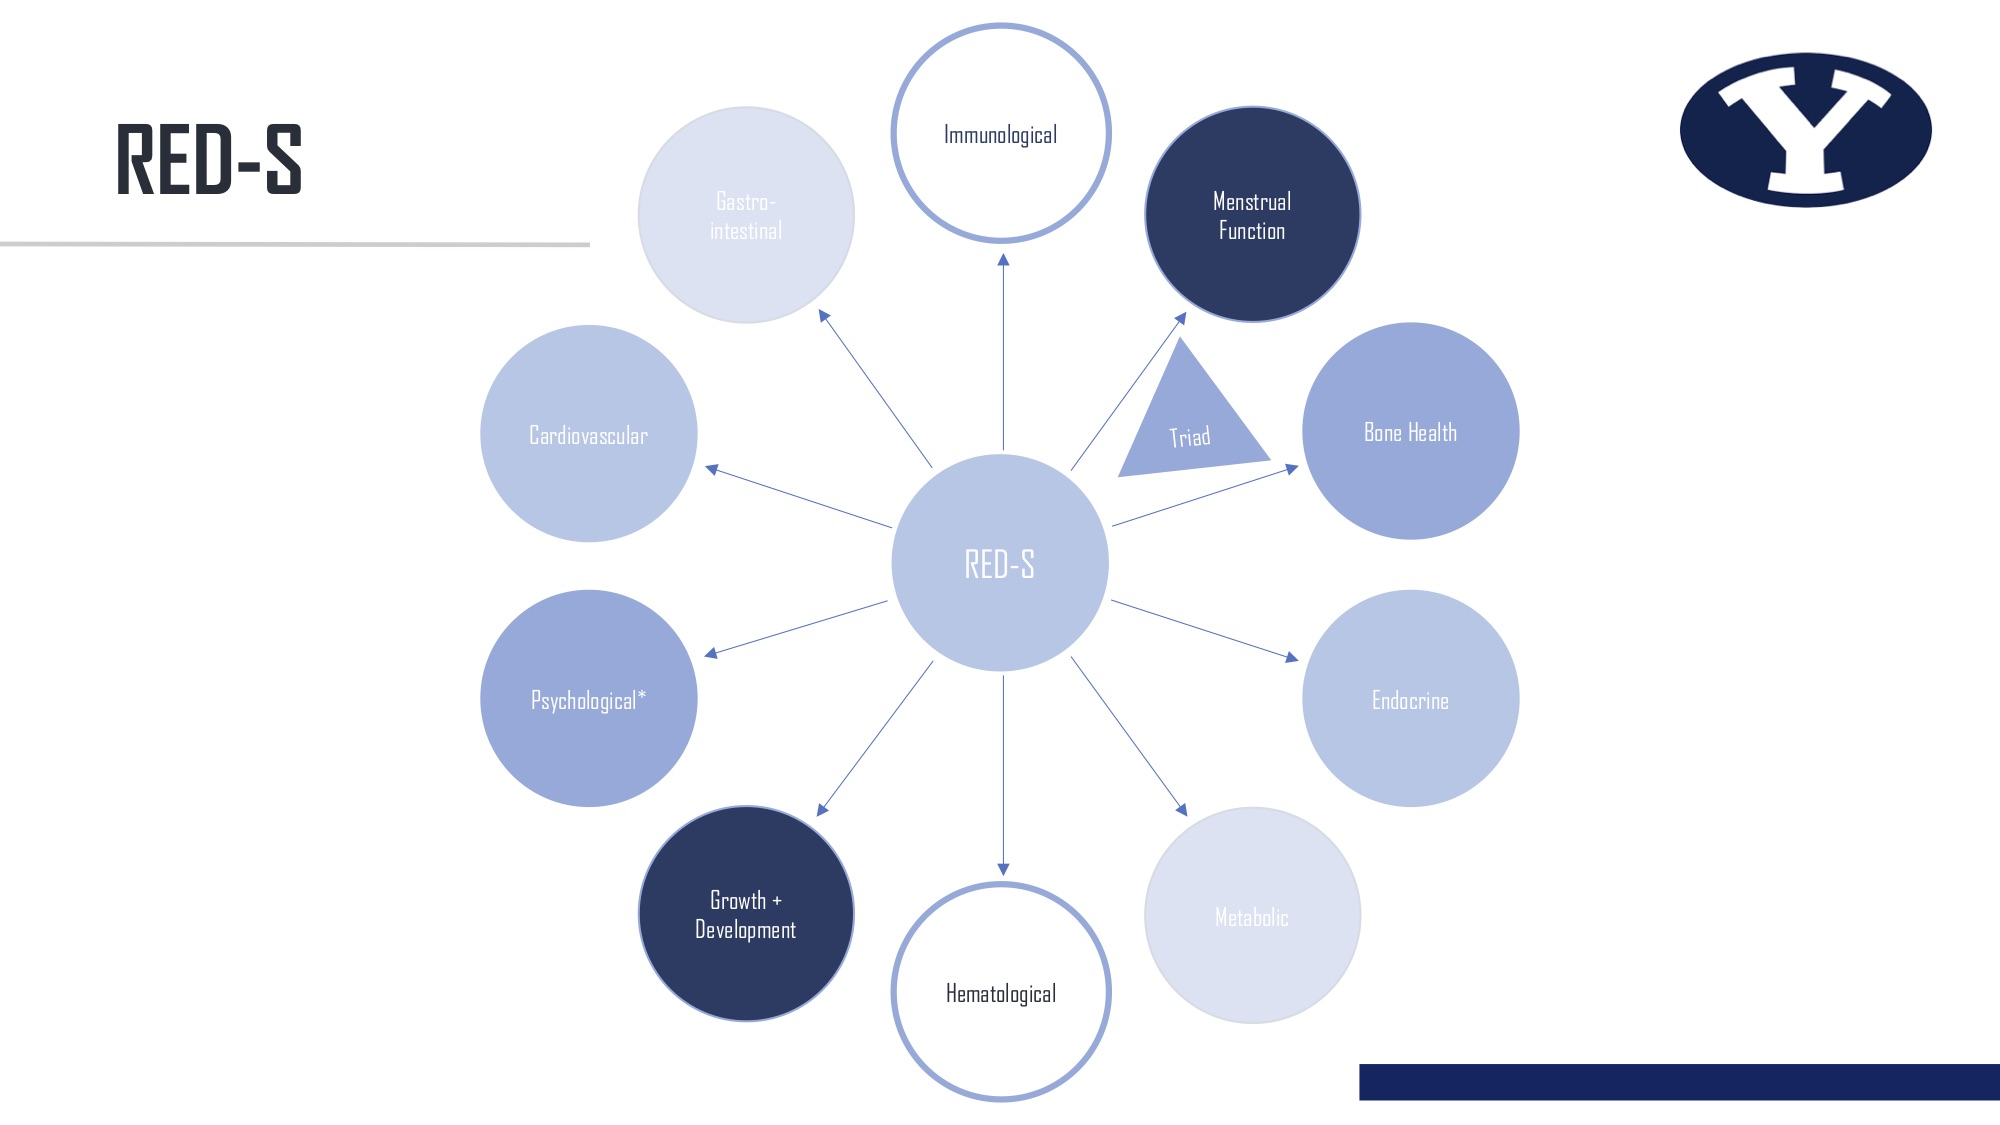 RED-S
Immunological
Y
Gastro-
intestinal
Menstrual
Function
Cardiovascular
Triad
Bone Health
RED-S
Psychological*
Endocrine
Growth +
Development
Metabolic
Hematological